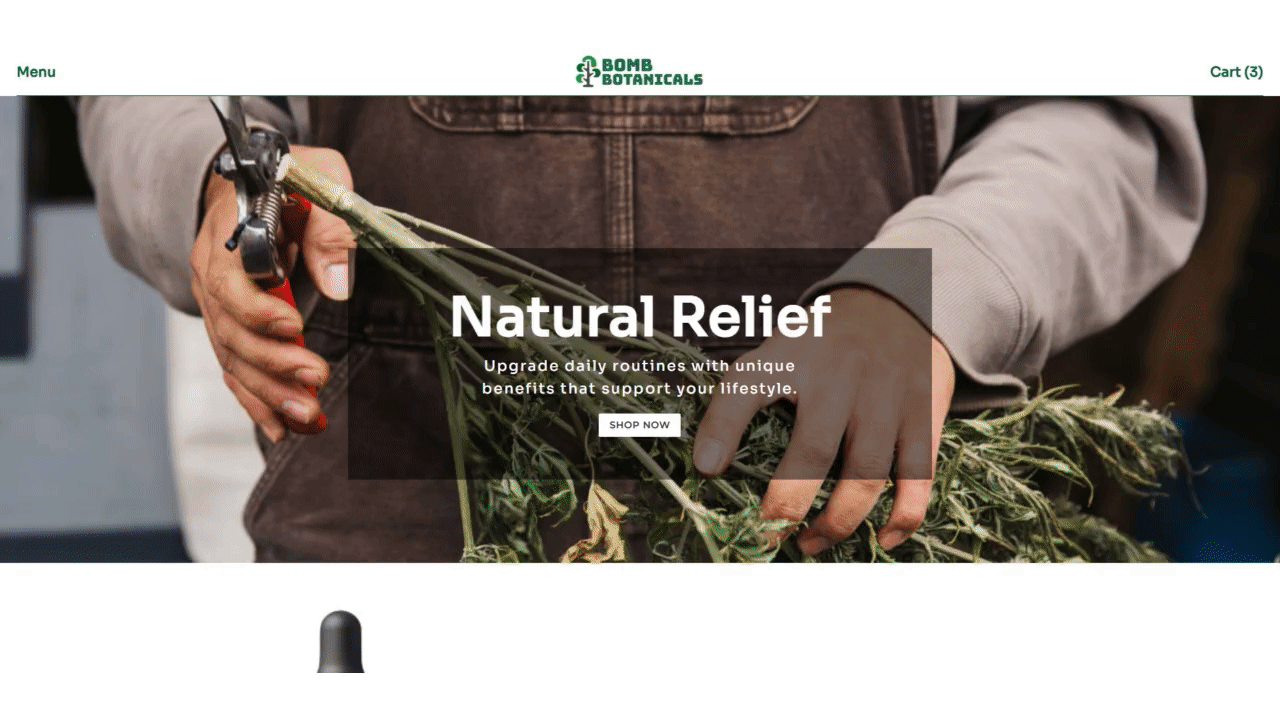 Menu
BOMB
BOTANICALS
Cart (3)
Natural Relief
Upgrade daily routines with unique
benefits that support your lifestyle.
SHOP NOW